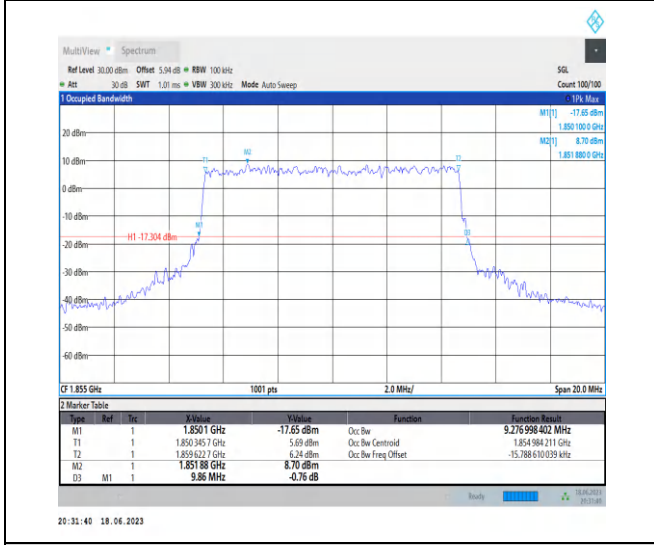 MultiView Spectrum
Ref Level 30.00 dBm Offset 5.94 dB RBW 100 kHz SGL
Att 30 dB SWT 1.01 ms VBW 300 kHz Mode Auto Sweep Count 100/100
1 Occupied Bandwidth 1Pk Max
M1[1] -17.65 dBm
1.850 100 0 GHz
20 dBm
M2[1] 8.70 dBm
1.851 880 0 GHz
M2
T1
10 dBm
0 dBm
-10 dBm
M1
H1 -17.304 dBm
D3
-20 dBm
-30 dBm
-40 dBm
-50 dBm
-60 dBm
CF 1.855 GHz 1001 pts 2.0 MHz/ Span 20.0 MHz
2 Marker Table
Type Ref Trc X-Value Y-Value Function Function Result
M1 1 1.8501 GHz -17.65 dBm Occ Bw 9.276 998 402 MHz
T1 1 1.850 345 7 GHz 5.69 dBm Occ Bw Centroid 1.854 984 211 GHz
T2 1 1.859 622 7 GHz 6.24 dBm Occ Bw Freq Offset -15.788 610 039 kHz
M2 1 1.851 88 GHz 8.70 dBm
D3 M1 1 9.86 MHz -0.76 dB
Ready 18.06.2023
20:31:40
20:31:40 18.06.2023